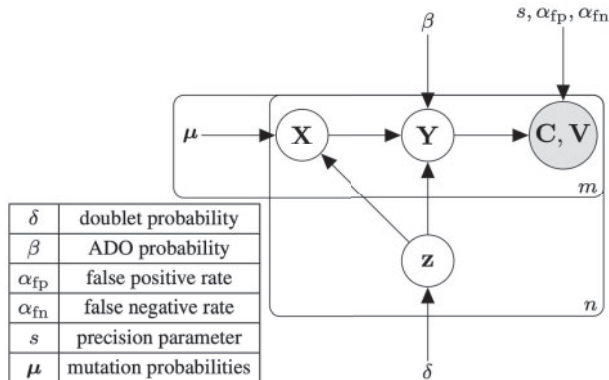 s, αfp, αfn
β
μ
X
Y
C, V
m
z
n
δ
δ doublet probability
β ADO probability
αfp false positive rate
αfn false negative rate
s precision parameter
μ mutation probabilities